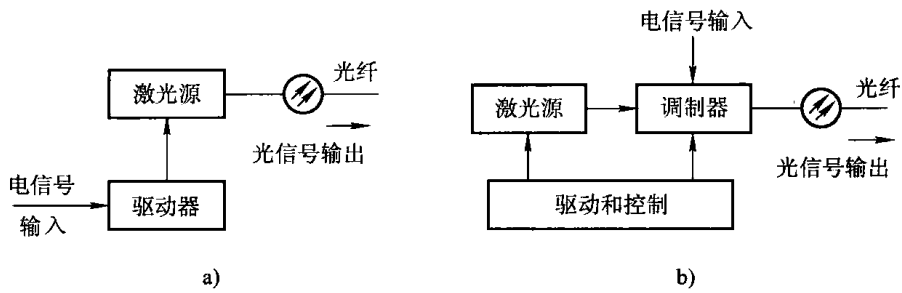 光纤
激光源
光信号输出
电信号
输入
驱动器
a)
电信号输入
光纤
激光源
调制器
光信号输出
驱动和控制
b)